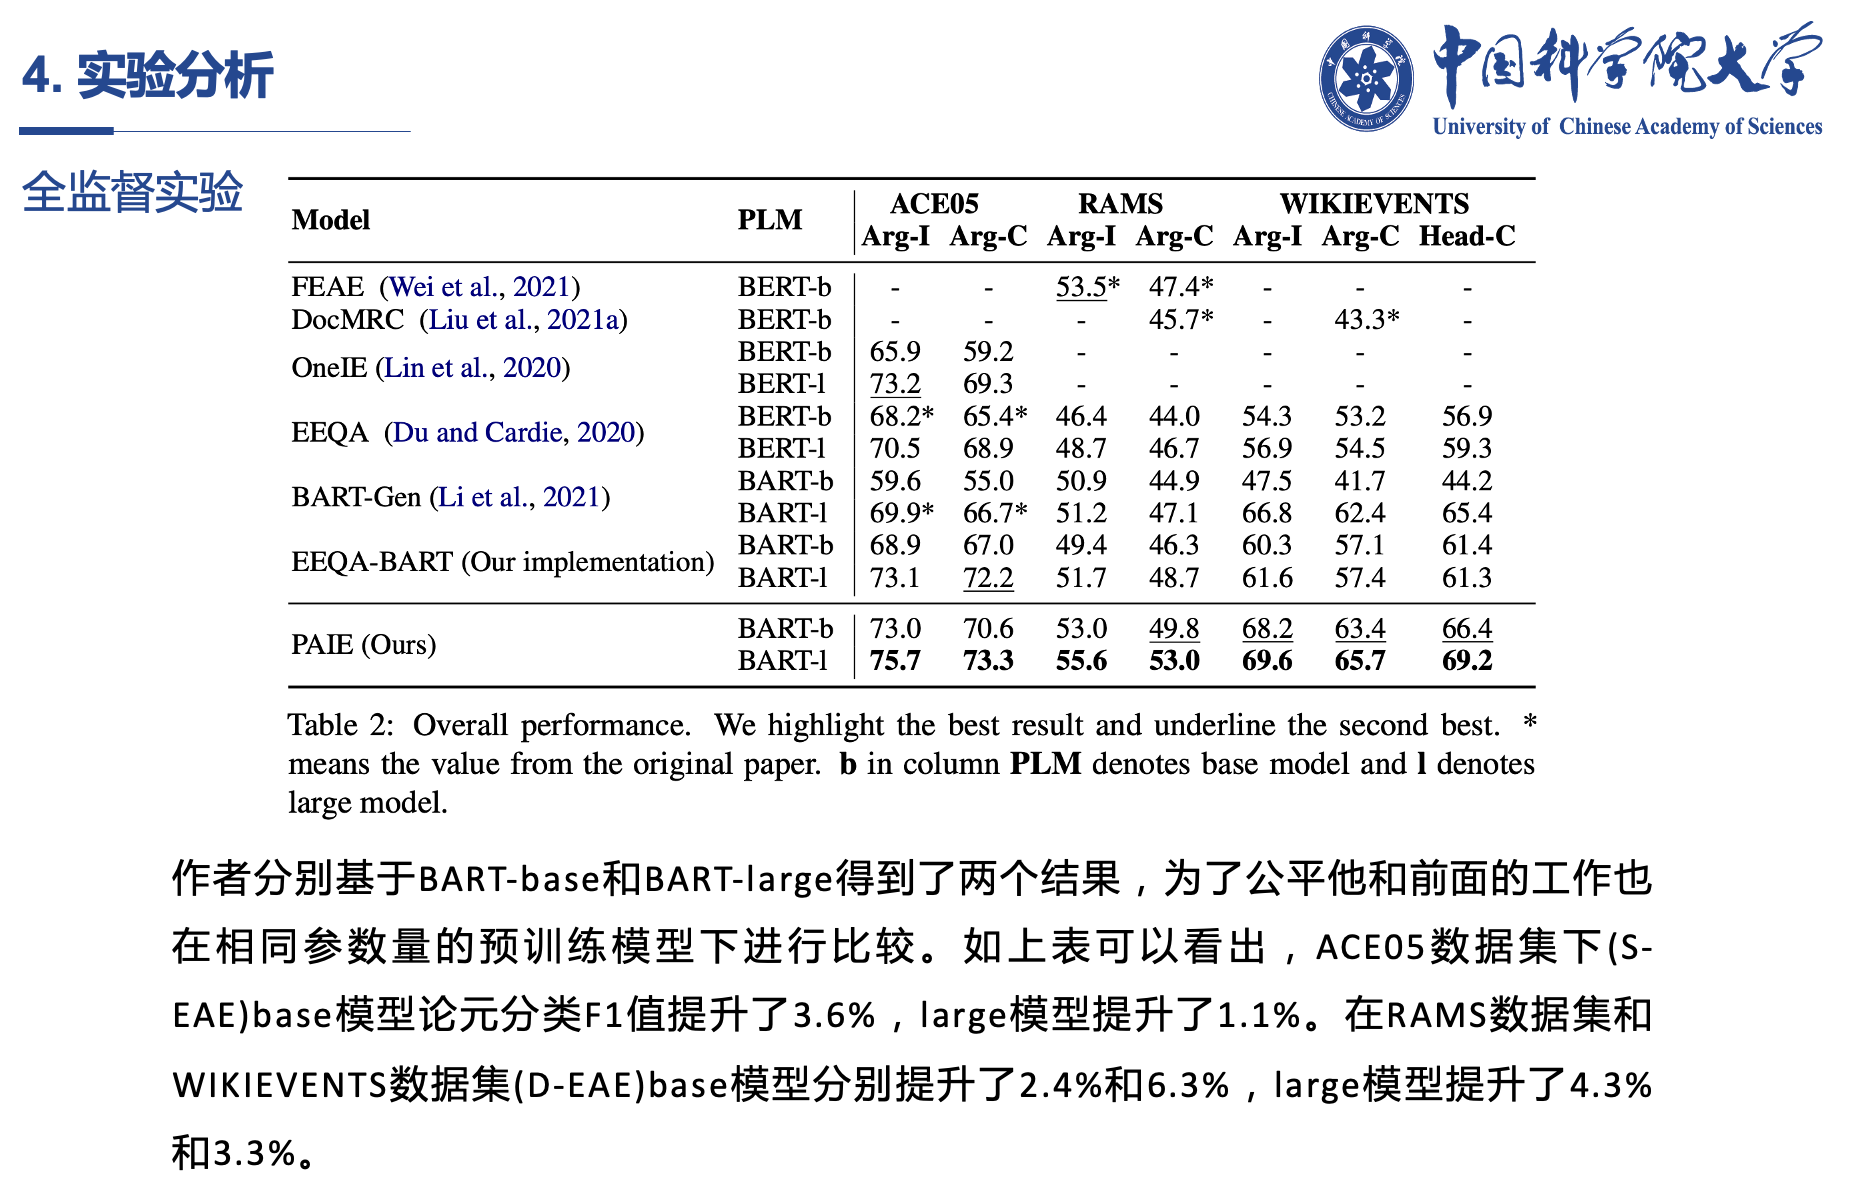 4. 实验分析
中国科学院大学
CHINESE ACADEMY OF SCIENCES
University of Chinese Academy of Sciences
全监督实验
Model PLM ACE05 RAMS WIKIEVENTS
Arg-I Arg-C Arg-I Arg-C Arg-I Arg-C Head-C
FEAE (Wei et al., 2021) BERT-b - - 53.5* 47.4* - - -
DocMRC (Liu et al., 2021a) BERT-b - - - 45.7* - 43.3* -
OneIE (Lin et al., 2020) BERT-b 65.9 59.2 - - - - -
BERT-l 73.2 69.3 - - - - -
EEQA (Du and Cardie, 2020) BERT-b 68.2* 65.4* 46.4 44.0 54.3 53.2 56.9
BERT-l 70.5 68.9 48.7 46.7 56.9 54.5 59.3
BART-Gen (Li et al., 2021) BART-b 59.6 55.0 50.9 44.9 47.5 41.7 44.2
BART-l 69.9* 66.7* 51.2 47.1 66.8 62.4 65.4
EEQA-BART (Our implementation) BART-b 68.9 67.0 49.4 46.3 60.3 57.1 61.4
BART-l 73.1 72.2 51.7 48.7 61.6 57.4 61.3
PAIE (Ours) BART-b 73.0 70.6 53.0 49.8 68.2 63.4 66.4
BART-l 75.7 73.3 55.6 53.0 69.6 65.7 69.2
Table 2: Overall performance. We highlight the best result and underline the second best. *
means the value from the original paper. b in column PLM denotes base model and l denotes
large model.
作者分别基于BART-base和BART-large得到了两个结果，为了公平他和前面的工作也
在相同参数量的预训练模型下进行比较。如上表可以看出，ACE05数据集下(S-
EAE)base模型论元分类F1值提升了3.6%，large模型提升了1.1%。在RAMS数据集和
WIKIEVENTS数据集(D-EAE)base模型分别提升了2.4%和6.3%，large模型提升了4.3%
和3.3%。